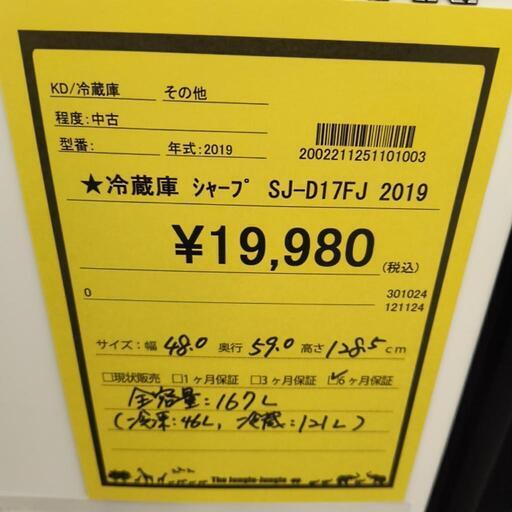 KD/冷蔵庫 その他
程度:中古
型番: 年式:2019
2002211251101003
★冷蔵庫 シャープ SJ-D17FJ 2019
¥19,980(税込)
0 301024
121124
サイズ:幅 48.0 奥行 59.0 高さ 128.5 cm
□現状販売 □1ヶ月保証 □3ヶ月保証 ☑6ヶ月保証
全容量:167L
(冷凍:46L, 冷蔵:121L)
The Jungle-Jungle